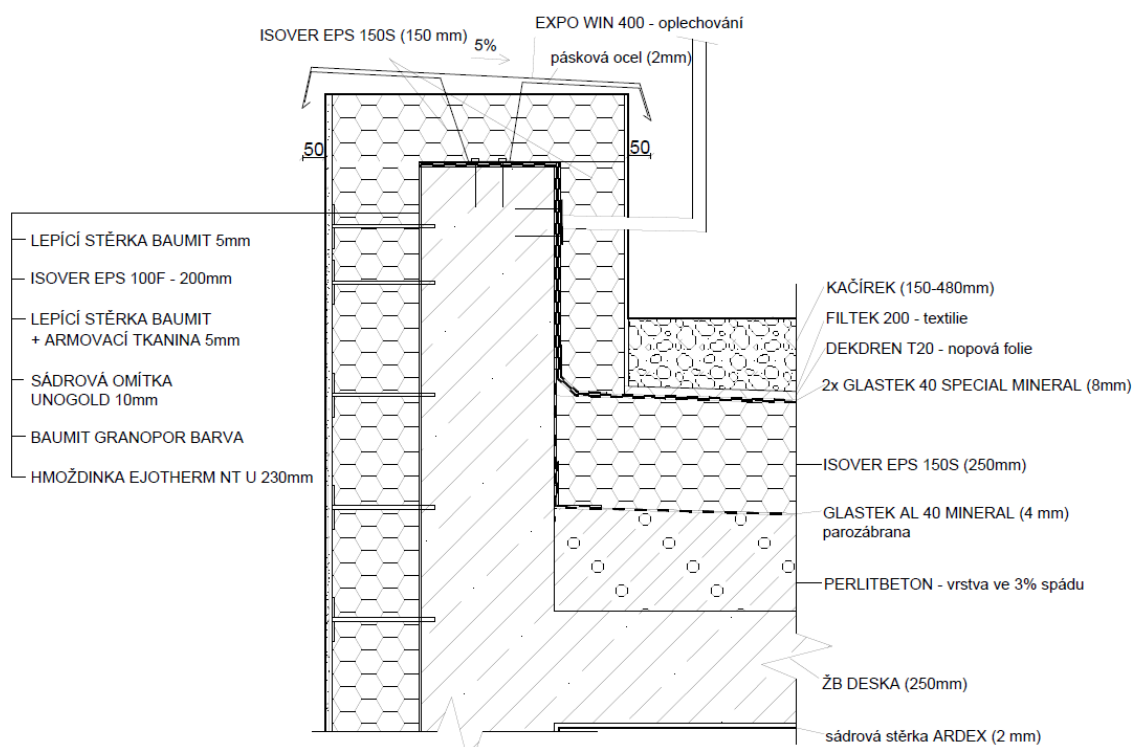 EXPO WIN 400 - oplechování
ISOVER EPS 150S (150 mm)
5%
pásková ocel (2mm)
50
50
LEPÍCÍ STĚRKA BAUMIT 5mm
ISOVER EPS 100F - 200mm
LEPÍCÍ STĚRKA BAUMIT
+ ARMOVACÍ TKANINA 5mm
SÁDROVÁ OMÍTKA
UNOGOLD 10mm
BAUMIT GRANOPOR BARVA
HMOŽDINKA EJOTHERM NT U 230mm
KAČÍREK (150-480mm)
FILTEK 200 - textilie
DEKDREN T20 - nopová folie
2x GLASTEK 40 SPECIAL MINERAL (8mm)
ISOVER EPS 150S (250mm)
GLASTEK AL 40 MINERAL (4 mm)
parozábrana
PERLITBETON - vrstva ve 3% spádu
ŽB DESKA (250mm)
sádrová stěrka ARDEX (2 mm)